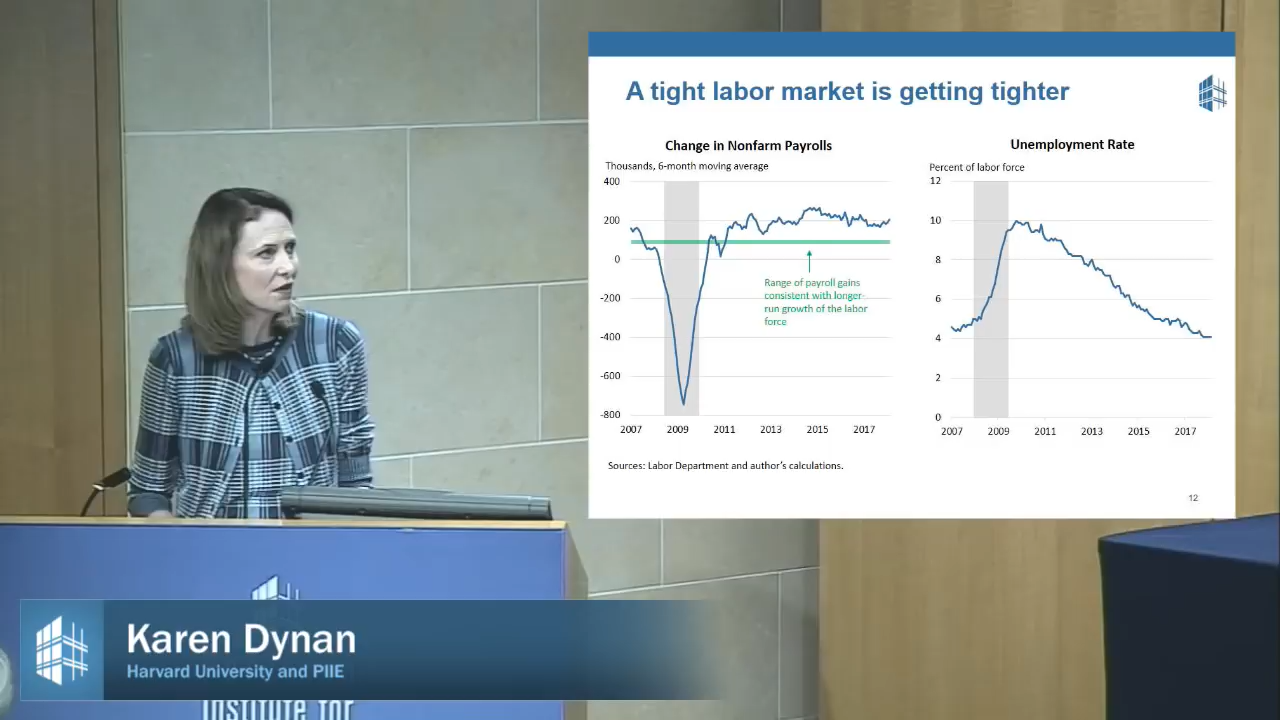 A tight labor market is getting tighter
Change in Nonfarm Payrolls
Thousands, 6-month moving average
400
200
0
-200
-400
-600
-800
2007
2009
2011
2013
2015
2017
Range of payroll gains
consistent with longer-
run growth of the labor
force
Unemployment Rate
Percent of labor force
12
10
8
6
4
2
0
2007
2009
2011
2013
2015
2017
Sources: Labor Department and author's calculations.
12
Karen Dynan
Harvard University and PIIE
Institute for